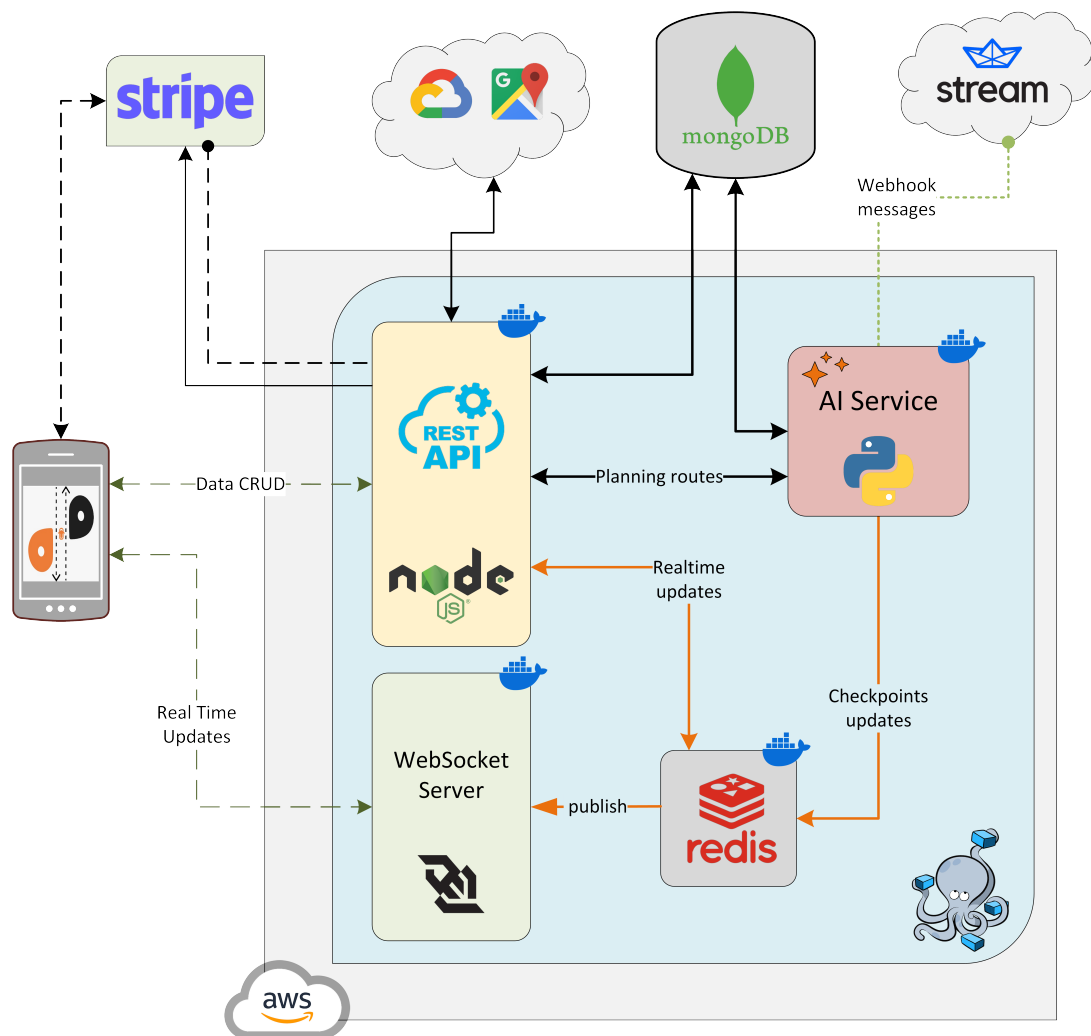 stripe
G
mongoDB
stream
Webhook
messages
REST
API
AI Service
Data CRUD
Planning routes
node
JS
®
Realtime
updates
Real Time
Updates
WebSocket
Server
Checkpoints
updates
publish
redis
aws